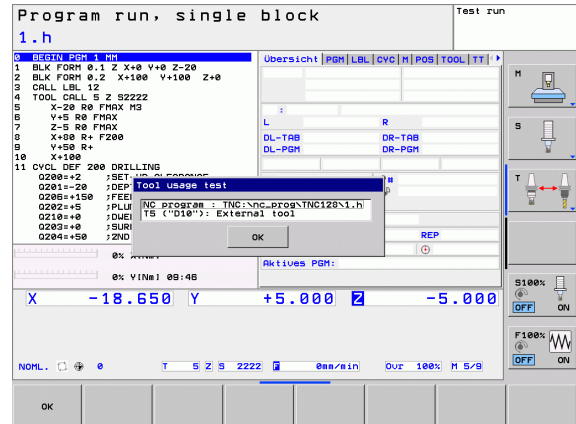 Program run, single block
Test run
1.h
0 BEGIN PGM 1 MM
1 BLK FORM 0.1 Z X+0 Y+0 Z-20
2 BLK FORM 0.2 X+100 Y+100 Z+0
3 CALL LBL 12
4 TOOL CALL 5 Z S2222
5 X-20 R0 FMAX M3
6 Y+5 R0 FMAX
7 Z-5 R0 FMAX
8 X+80 R+ F200
9 Y+50 R+
10 X+100
11 CYCL DEF 200 DRILLING
Q200=+2
Q201=-20 ;DEP
Q206=+150 ;FEE
Q202=+5 ;PLU
Q210=+0 ;DWE
Q203=+0 ;SUR
Q204=+50 ;2ND
Übersicht PGM LBL CYC M POS TOOL TT
:
L R
DL-TAB DR-TAB
DL-PGM DR-PGM
REP
Aktives PGM:
Tool usage test
NC program : TNC:\nc_prog\TNC128\1.h
T5 ("D10"): External tool
OK
0%
0% Y[Nm] 09:46
X -18.650 Y +5.000 Z -5.000
NOML. 0 T 5 Z S 2222 F 0mm/min Ovr 100% M 5/9
M
S
T
S100%
OFF ON
F100%
OFF ON
OK